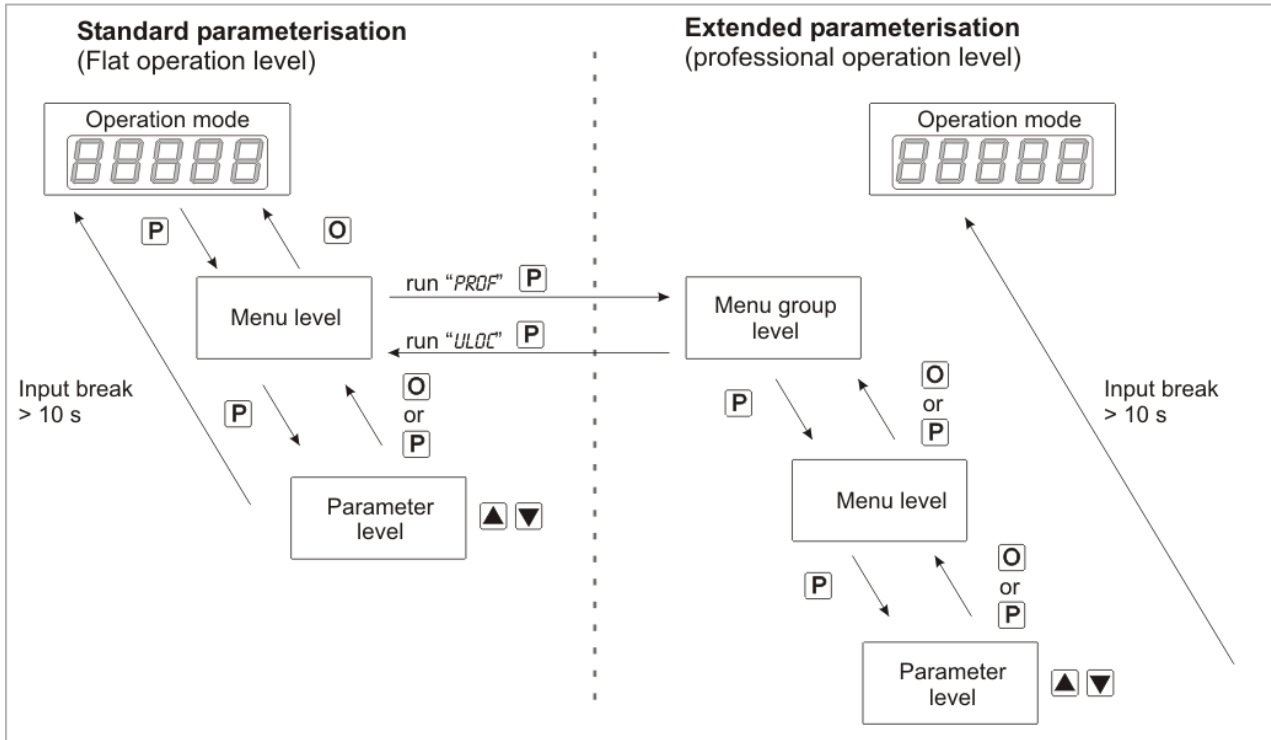 Standard parameterisation
(Flat operation level)
Operation mode
88888
P
O
Menu level
run “PROF” P
run “ULOC” P
Input break
> 10 s
P
O
or
P
Parameter
level
▲ ▼
Extended parameterisation
(professional operation level)
Operation mode
88888
Menu group
level
P
O
or
P
Input break
> 10 s
Menu level
P
O
or
P
Parameter
level
▲ ▼